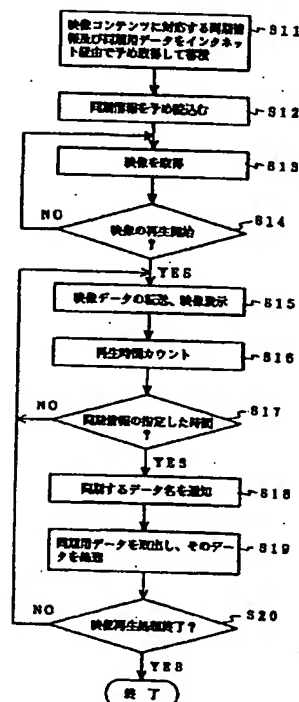 映像コンテンツに対応する同期情
報及び同期用データをインタネッ
ト経由で予め取得して蓄積
S11
同期情報を予め読込む
S12
映像を取得
S13
NO
映像の再生開始
?
S14
YES
映像データの転送、映像表示
S15
再生時間カウント
S16
NO
同期情報の指定した時間
?
S17
YES
同期するデータ名を通知
S18
同期用データを取出し、そのデー
タを処理
S19
NO
映像再生処理終了?
S20
YES
終了